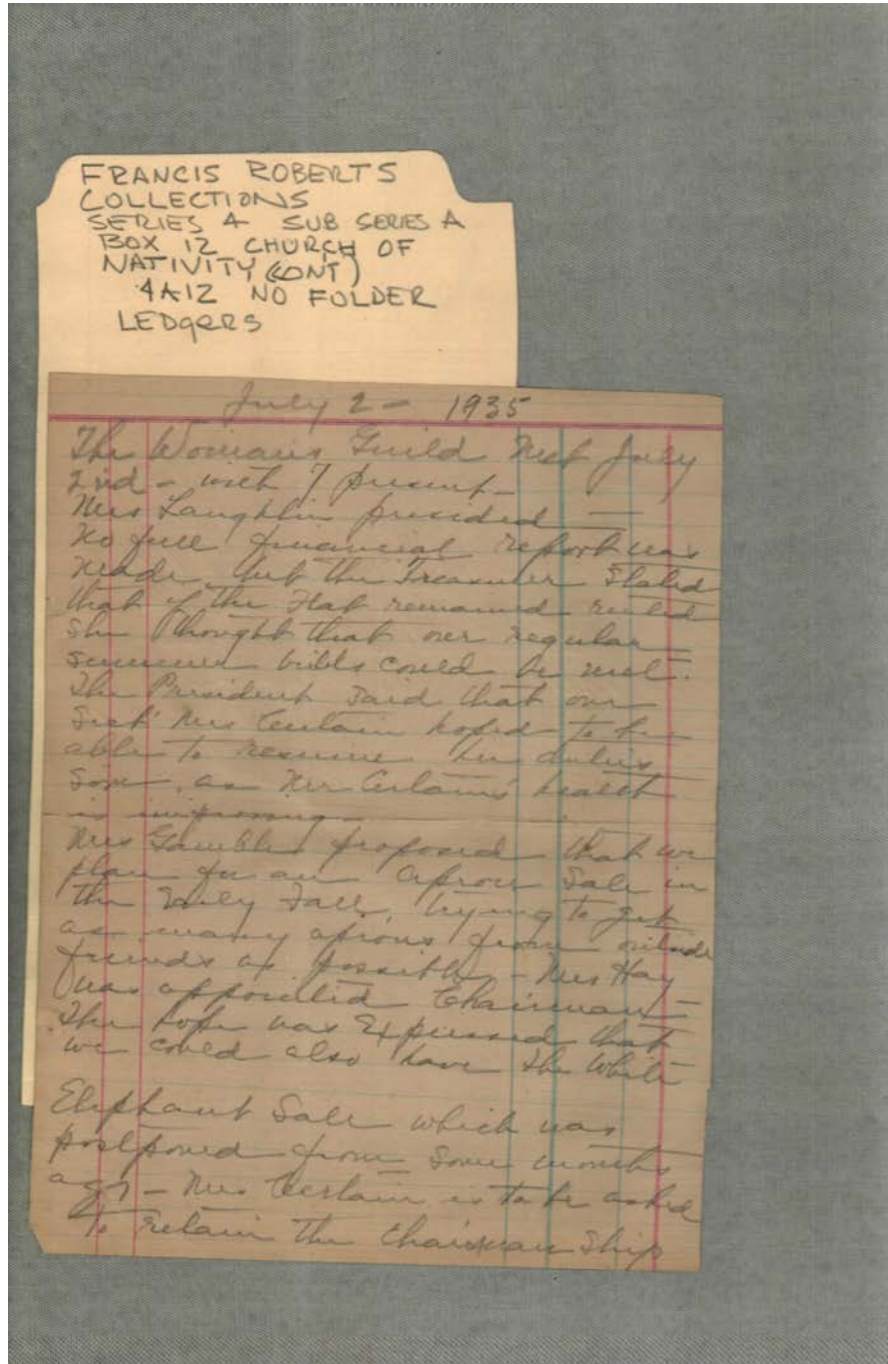 FRANCIS ROBERTS
COLLECTIONS
SERIES 4 SUB SERIES A
BOX 12 CHURCH OF
NATIVITY (CONT)
4A12 NO FOLDER
LEDGERS
July 2 - 1935
The Womans Guild met July
2nd - with 7 present -
Mrs Laughlin presided —
No full financial report was
made, but the Treasurer stated
that if the Flat remained rented
she thought that our regular
summer bills could be met.
The President said that our
Sect' Mrs Certain hoped to be
able to resume her duties
soon, as Mr Certain's health
is improving -
Mrs Gamble proposed that we
plan for an Apron Sale in
the Early Fall, trying to get
as many aprons from outside
friends as possible - Mrs Hay
was appointed Chairman -
The hope was Expressed that
we could also have the White
Elephant Sale which was
postponed from some months
ago - Mrs Certain is to be asked
to retain the Chairman Ship